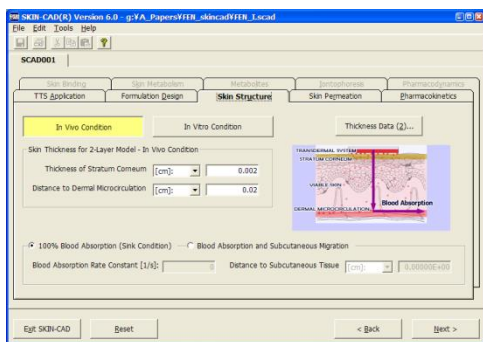 SKIN-CAD(R) Version 6.0 - g:¥A_Papers¥FEN_skincad¥FEN_I.scad
File Edit Tools Help
SCAD001
Skin Binding Skin Metabolism Metabolites Iontophoresis Pharmacodynamics
TTS Application Formulation Design Skin Structure Skin Permeation Pharmacokinetics
In Vivo Condition In Vitro Condition Thickness Data (2)...
Skin Thickness for 2-Layer Model - In Vivo Condition
Thickness of Stratum Corneum [cm]: 0.002
Distance to Dermal Microcirculation [cm]: 0.02
TRANSDERMAL SYSTEM
STRATUM CORNEUM
VIABLE SKIN
Blood Absorption
DERMAL MICROCIRCULATION
100% Blood Absorption (Sink Condition) Blood Absorption and Subcutaneous Migration
Blood Absorption Rate Constant [1/s]: 0 Distance to Subcutaneous Tissue [cm]: 0.00000E+00
Exit SKIN-CAD Reset < Back Next >